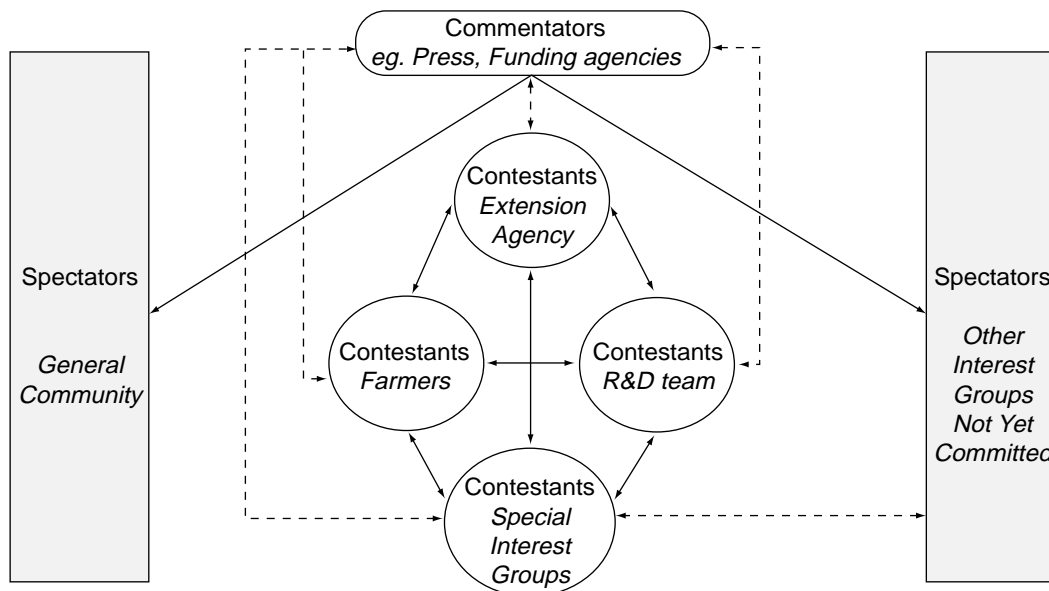 Commentators
eg. Press, Funding agencies
Contestants
Extension
Agency
Spectators
General
Community
Contestants
Farmers
Contestants
R&D team
Spectators
Other
Interest
Groups
Not Yet
Committed
Contestants
Special
Interest
Groups